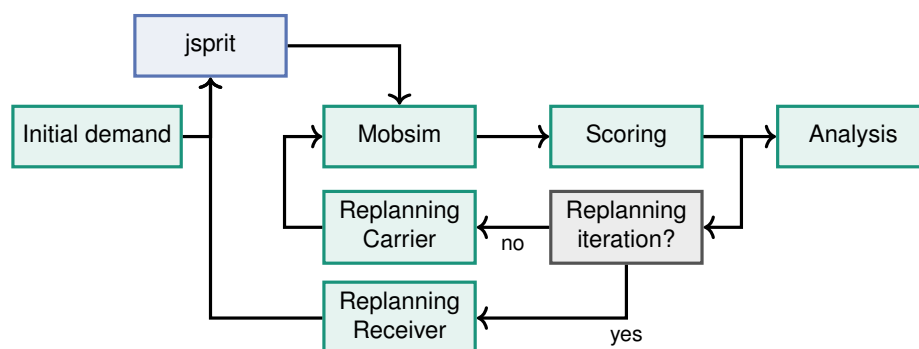 jsprit
Initial demand
Mobsim
Scoring
Analysis
Replanning
Carrier
no
Replanning
iteration?
Replanning
Receiver
yes